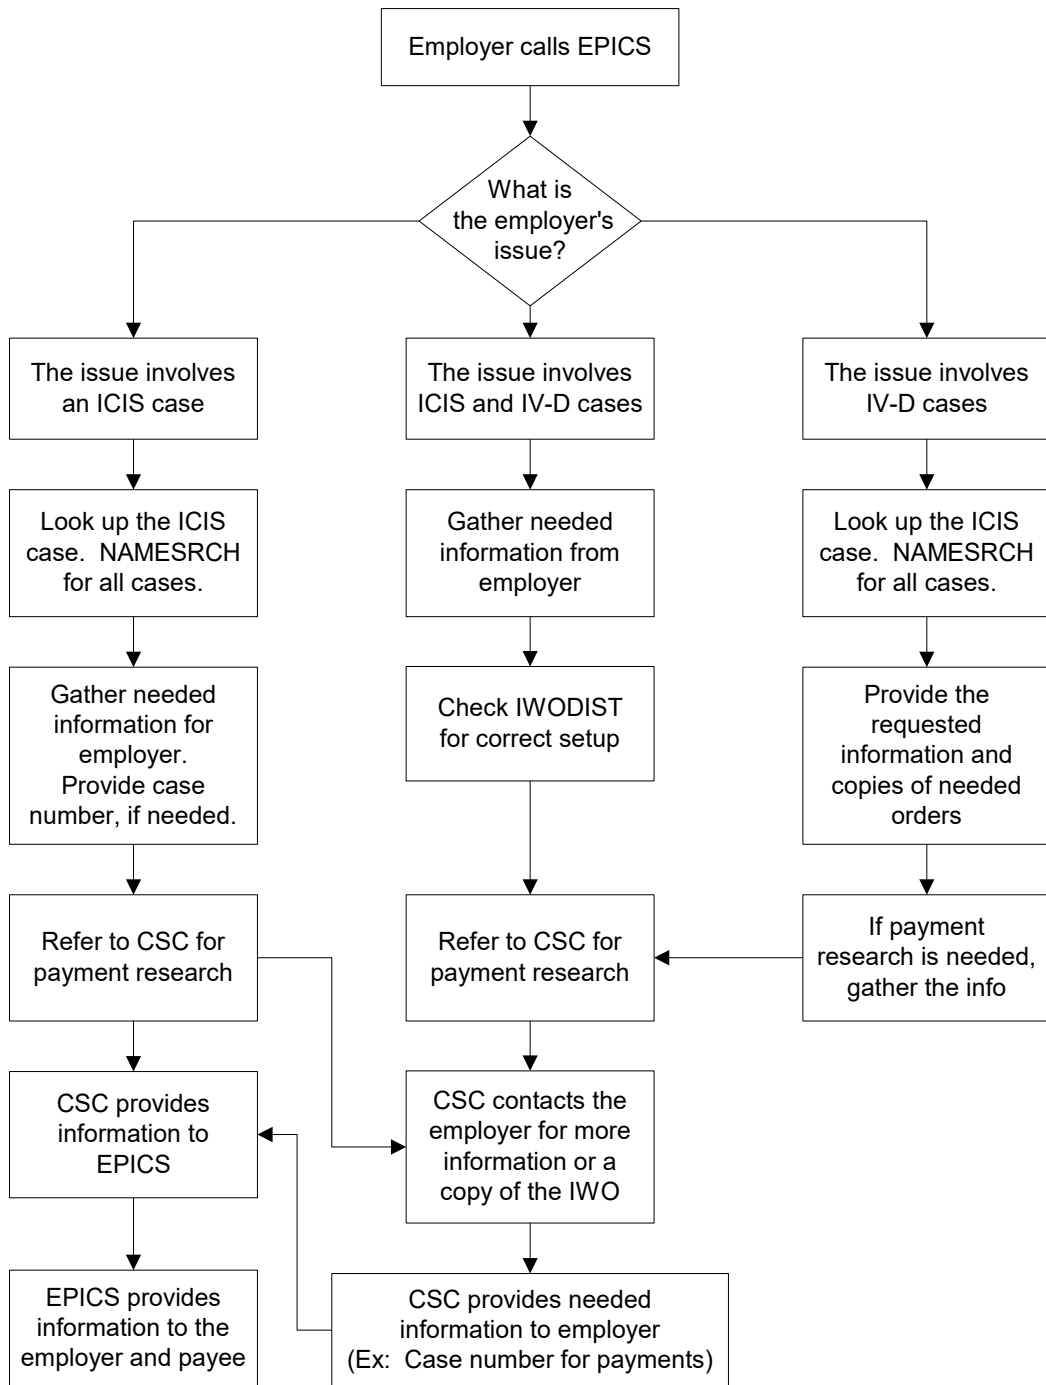 Employer calls EPICS
What is
the employer's
issue?
The issue involves
an ICIS case
The issue involves
ICIS and IV-D cases
The issue involves
IV-D cases
Look up the ICIS
case.  NAMESRCH
for all cases.
Gather needed
information from
employer
Look up the ICIS
case.  NAMESRCH
for all cases.
Gather needed
information for
employer.
Provide case
number, if needed.
Check IWODIST
for correct setup
Provide the
requested
information and
copies of needed
orders
Refer to CSC for
payment research
Refer to CSC for
payment research
If payment
research is needed,
gather the info
CSC provides
information to
EPICS
CSC contacts the
employer for more
information or a
copy of the IWO
EPICS provides
information to the
employer and payee
CSC provides needed
information to employer
(Ex:  Case number for payments)